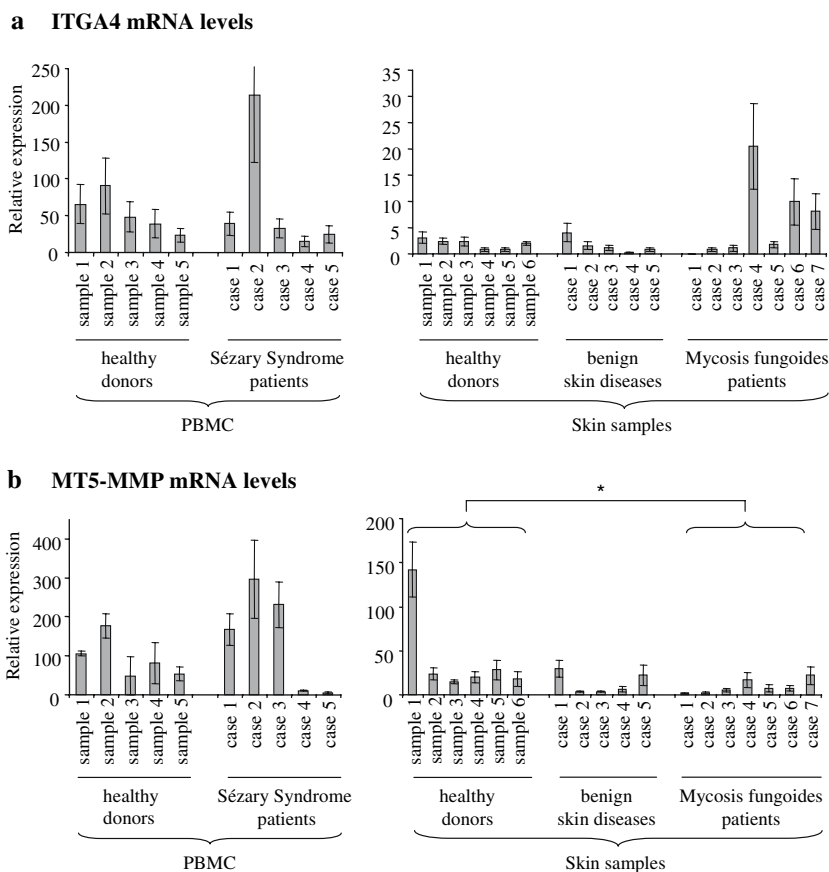 a ITGA4 mRNA levels
Relative expression
250
200
150
100
50
0
sample 1
sample 2
sample 3
sample 4
sample 5
case 1
case 2
case 3
case 4
case 5
healthy
donors
Sézary Syndrome
patients
PBMC
35
30
25
20
15
10
5
0
sample 1
sample 2
sample 3
sample 4
sample 5
sample 6
case 1
case 2
case 3
case 4
case 5
case 1
case 2
case 3
case 4
case 5
case 6
case 7
healthy
donors
benign
skin diseases
Mycosis fungoides
patients
Skin samples
b MT5-MMP mRNA levels
Relative expression
400
300
200
100
0
sample 1
sample 2
sample 3
sample 4
sample 5
case 1
case 2
case 3
case 4
case 5
healthy
donors
Sézary Syndrome
patients
PBMC
*
200
150
100
50
0
sample 1
sample 2
sample 3
sample 4
sample 5
sample 6
case 1
case 2
case 3
case 4
case 5
case 1
case 2
case 3
case 4
case 5
case 6
case 7
healthy
donors
benign
skin diseases
Mycosis fungoides
patients
Skin samples